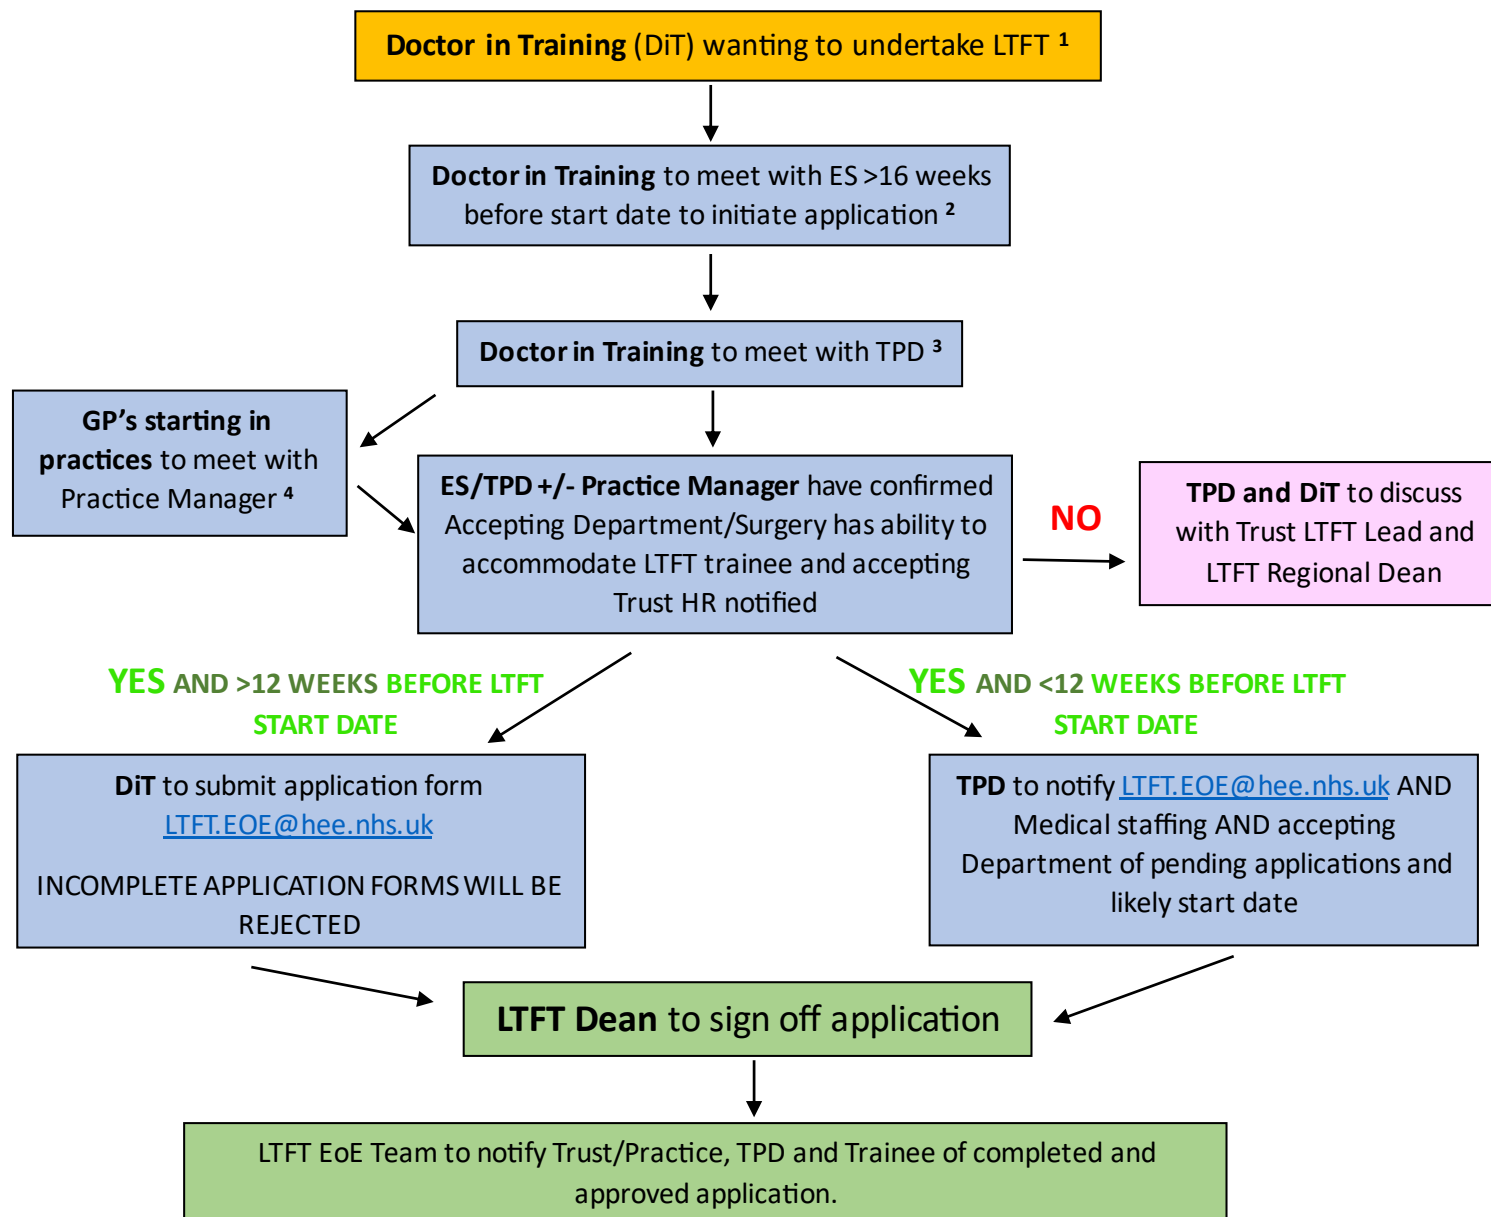 Doctor in Training (DiT) wanting to undertake LTFT ¹
Doctor in Training to meet with ES >16 weeks
before start date to initiate application ²
Doctor in Training to meet with TPD ³
GP’s starting in
practices to meet with
Practice Manager ⁴
ES/TPD +/- Practice Manager have confirmed
Accepting Department/Surgery has ability to
accommodate LTFT trainee and accepting
Trust HR notified
NO
TPD and DiT to discuss
with Trust LTFT Lead and
LTFT Regional Dean
YES AND >12 WEEKS BEFORE LTFT
START DATE
YES AND <12 WEEKS BEFORE LTFT
START DATE
DiT to submit application form
LTFT.EOE@hee.nhs.uk
INCOMPLETE APPLICATION FORMS WILL BE
REJECTED
TPD to notify LTFT.EOE@hee.nhs.uk AND
Medical staffing AND accepting
Department of pending applications and
likely start date
LTFT Dean to sign off application
LTFT EoE Team to notify Trust/Practice, TPD and Trainee of completed and
approved application.